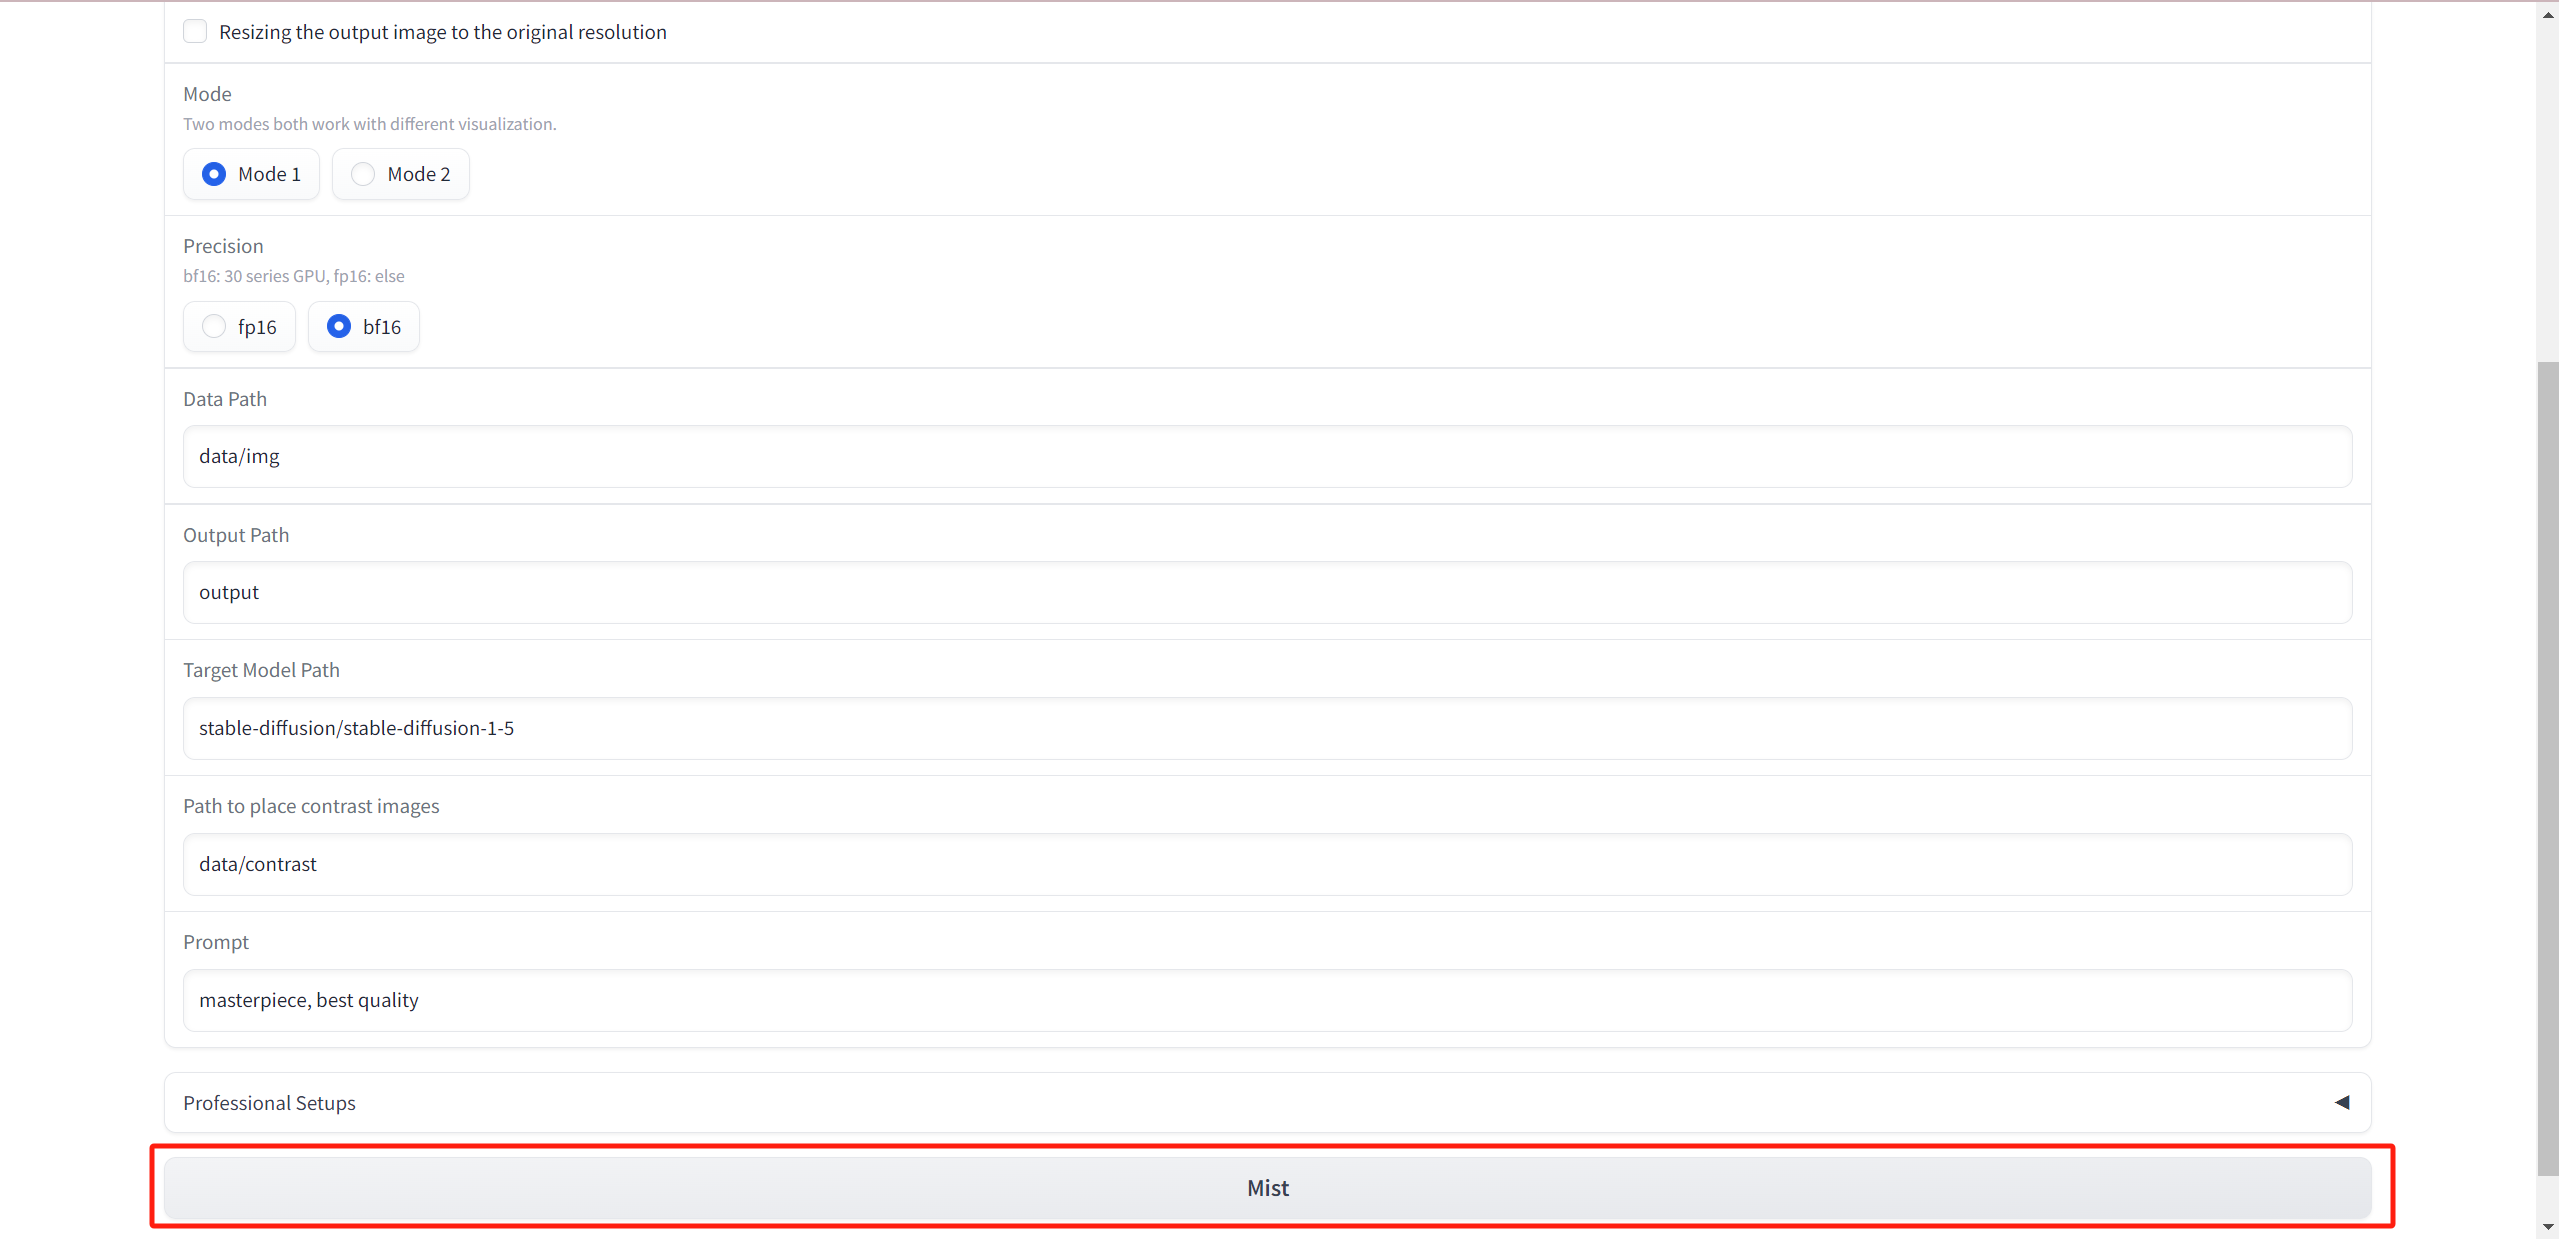 Resizing the output image to the original resolution
Mode
Two modes both work with different visualization.
Mode 1
Mode 2
Precision
bf16: 30 series GPU, fp16: else
fp16
bf16
Data Path
data/img
Output Path
output
Target Model Path
stable-diffusion/stable-diffusion-1-5
Path to place contrast images
data/contrast
Prompt
masterpiece, best quality
Professional Setups
Mist